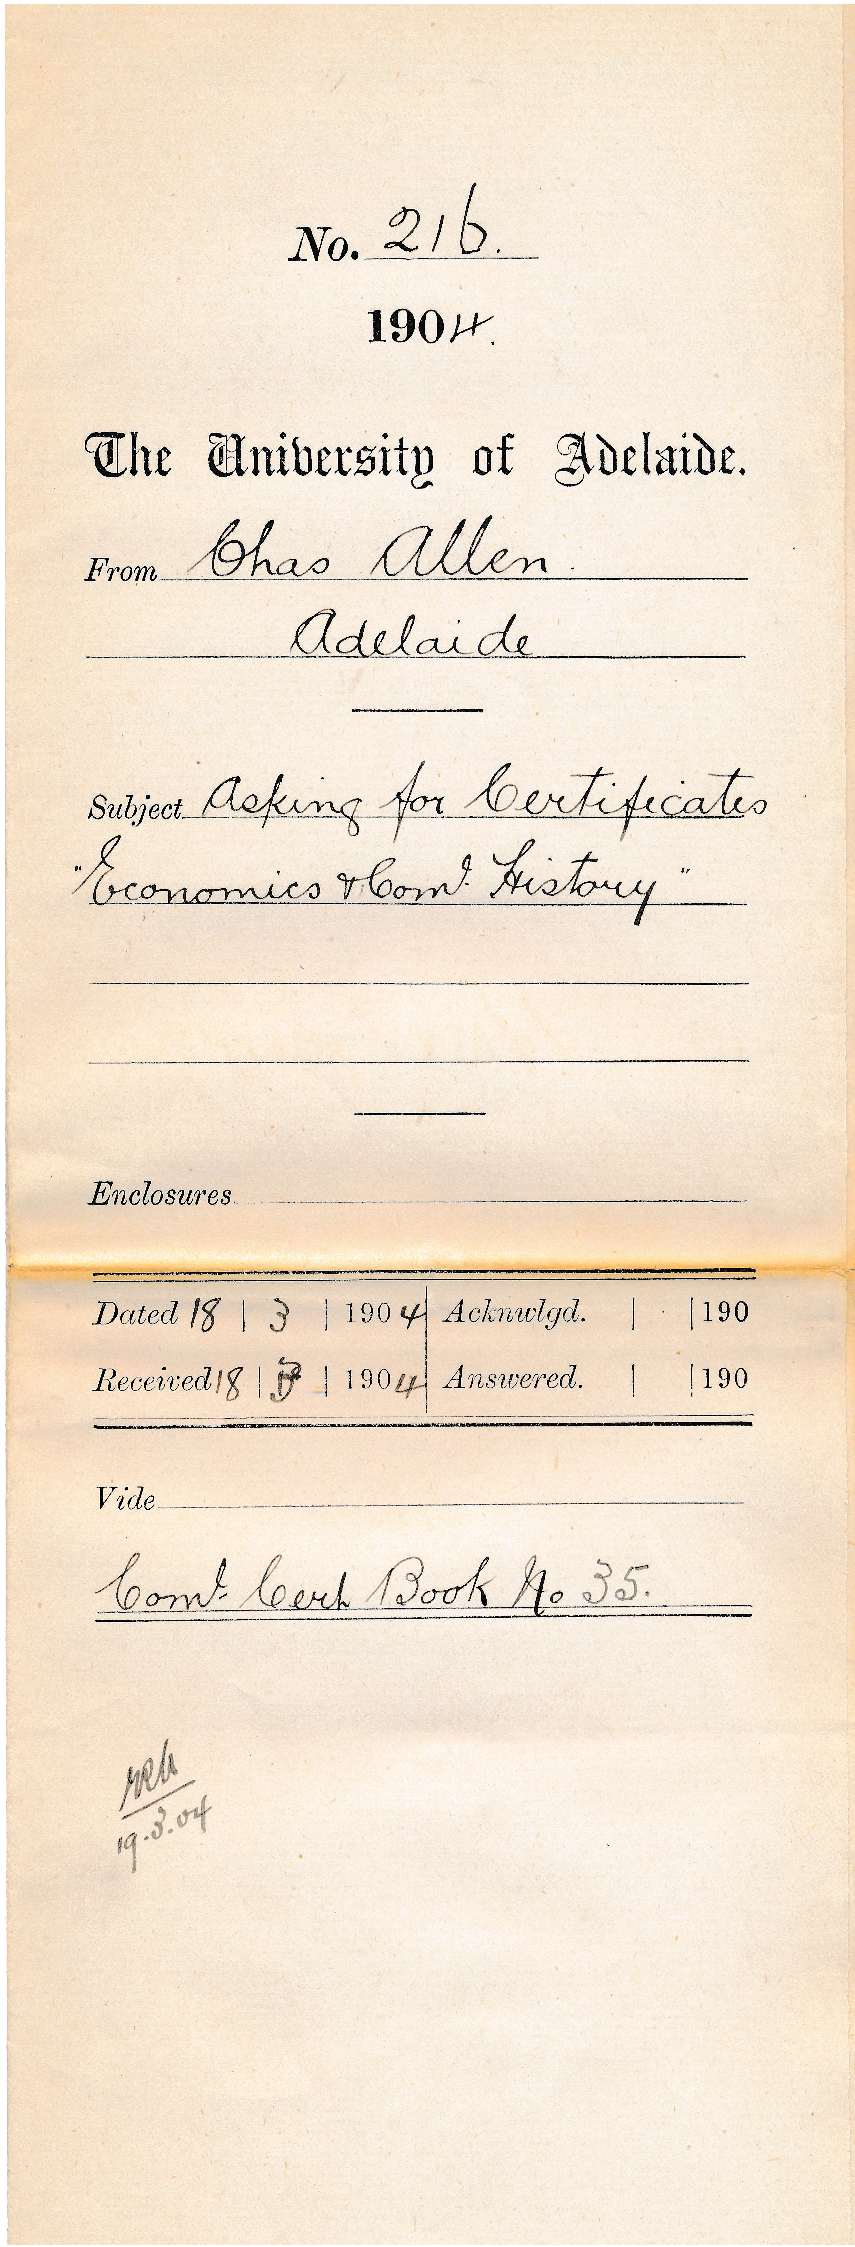 No. 216.
1904.
The University of Adelaide.
From Chas Allen.
Adelaide
Subject Asking for Certificates
"Economics & Coml. History"
Enclosures
Dated 18 | 3 | 1904 Acknwlgd. | | 190
Received 18 | 3 | 1904 Answered. | | 190
Vide
Coml. Cert Book No 35.
19.3.04